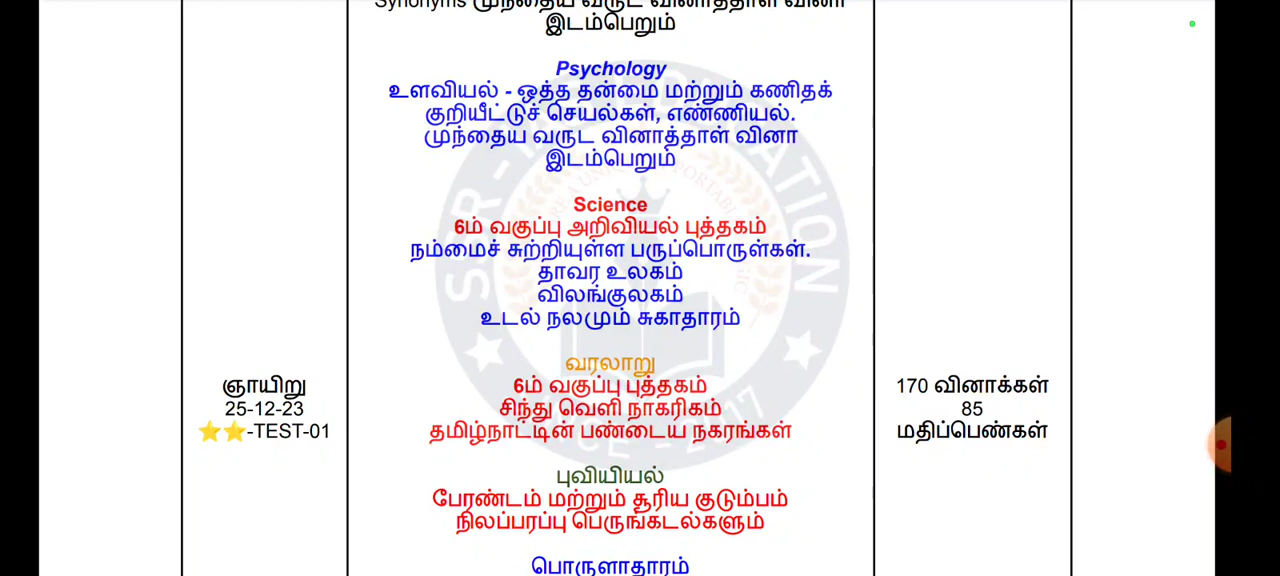 Synonyms முந்தைய வருட வினாத்தாள் வினா
இடம்பெறும்
Psychology
உளவியல் - ஒத்த தன்மை மற்றும் கணிதக்
குறியீட்டுச் செயல்கள், எண்ணியல்.
முந்தைய வருட வினாத்தாள் வினா
இடம்பெறும்
Science
6ம் வகுப்பு அறிவியல் புத்தகம்
நம்மைச் சுற்றியுள்ள பருப்பொருள்கள்.
தாவர உலகம்
விலங்குலகம்
உடல் நலமும் சுகாதாரம்
வரலாறு
6ம் வகுப்பு புத்தகம்
சிந்து வெளி நாகரிகம்
தமிழ்நாட்டின் பண்டைய நகரங்கள்
புவியியல்
பேரண்டம் மற்றும் சூரிய குடும்பம்
நிலப்பரப்பு பெருங்கடல்களும்
பொருளாதாரம்
ஞாயிறு
25-12-23
⭐⭐-TEST-01
170 வினாக்கள்
85
மதிப்பெண்கள்